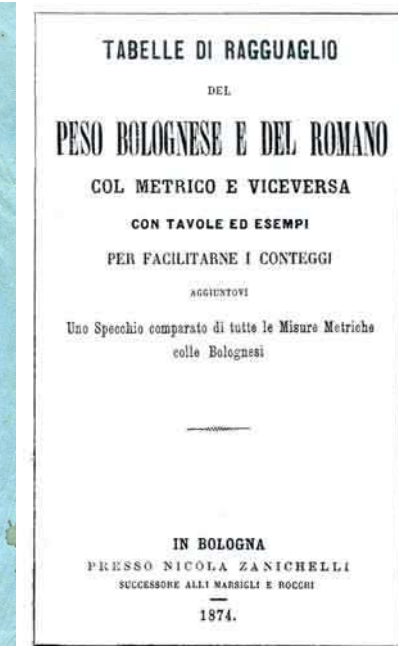 TABELLE DI RAGGUAGLIO
DEL
PESO BOLOGNESE E DEL ROMANO
COL METRICO E VICEVERSA
CON TAVOLE ED ESEMPI
PER FACILITARNE I CONTEGGI
AGGIUNTOVI
Uno Specchio comparato di tutte le Misure Metriche
colle Bolognesi
IN BOLOGNA
PRESSO NICOLA ZANICHELLI
SUCCESSORE ALLI MARSIGLI E ROCCHI
1874.